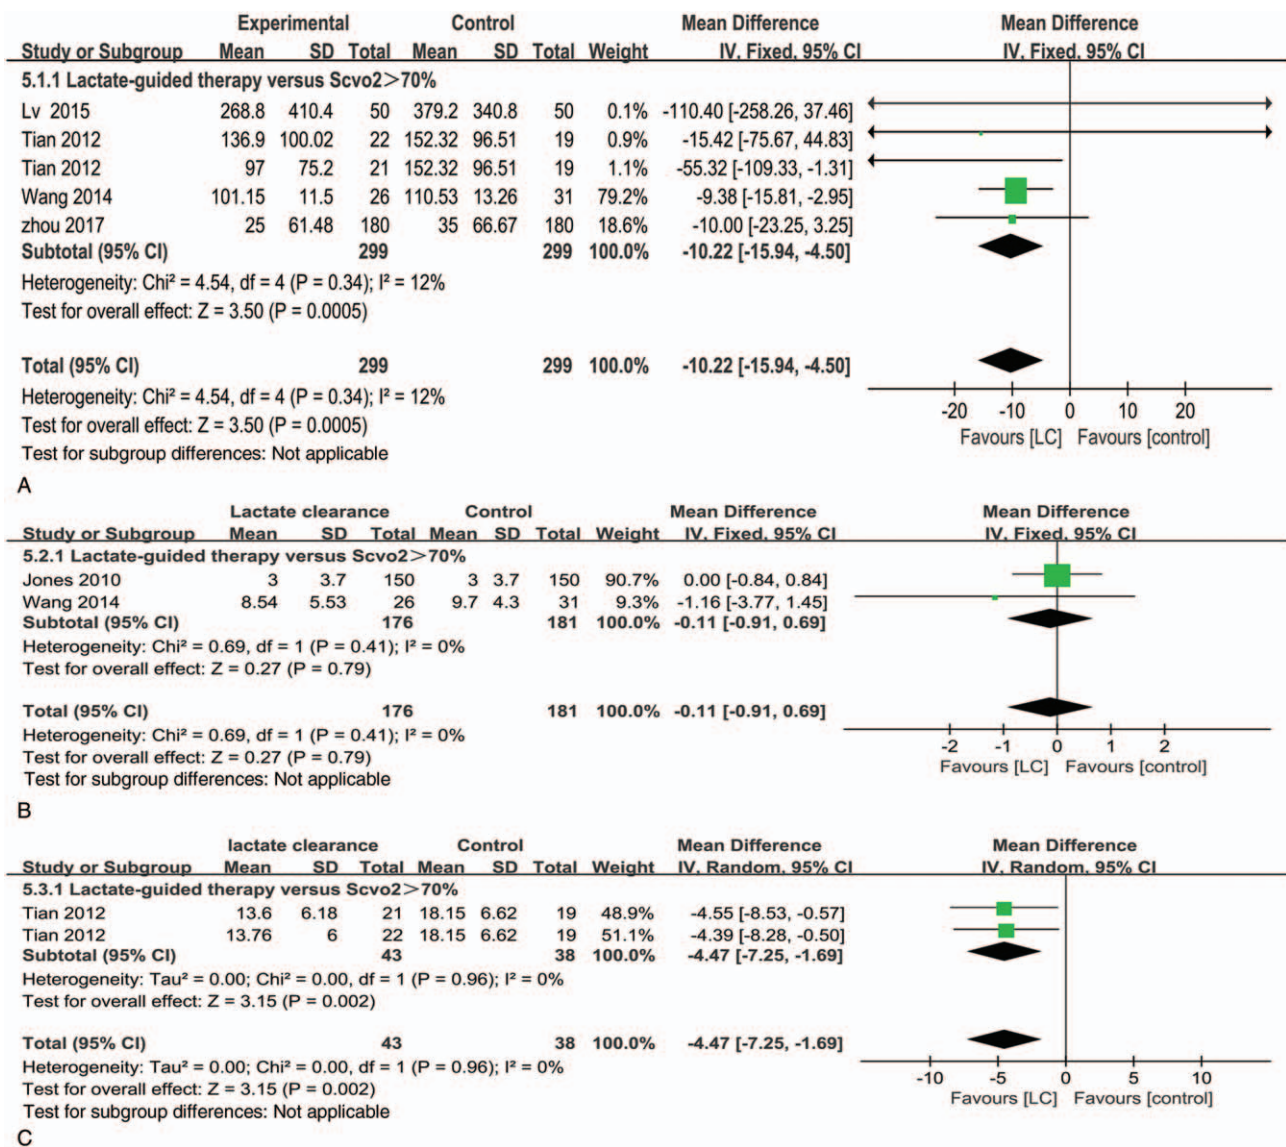 Experimental Control Mean Difference Mean Difference
Study or Subgroup Mean SD Total Mean SD Total Weight IV, Fixed, 95% CI IV, Fixed, 95% CI
5.1.1 Lactate-guided therapy versus Scvo2>70%
Lv 2015 268.8 410.4 50 379.2 340.8 50 0.1% -110.40 [-258.26, 37.46]
Tian 2012 136.9 100.02 22 152.32 96.51 19 0.9% -15.42 [-75.67, 44.83]
Tian 2012 97 75.2 21 152.32 96.51 19 1.1% -55.32 [-109.33, -1.31]
Wang 2014 101.15 11.5 26 110.53 13.26 31 79.2% -9.38 [-15.81, -2.95]
zhou 2017 25 61.48 180 35 66.67 180 18.6% -10.00 [-23.25, 3.25]
Subtotal (95% CI) 299 299 100.0% -10.22 [-15.94, -4.50]
Heterogeneity: Chi² = 4.54, df = 4 (P = 0.34); I² = 12%
Test for overall effect: Z = 3.50 (P = 0.0005)
Total (95% CI) 299 299 100.0% -10.22 [-15.94, -4.50]
Heterogeneity: Chi² = 4.54, df = 4 (P = 0.34); I² = 12%
Test for overall effect: Z = 3.50 (P = 0.0005)
Test for subgroup differences: Not applicable
-20 -10 0 10 20
Favours [LC] Favours [control]
A
Lactate clearance Control Mean Difference Mean Difference
Study or Subgroup Mean SD Total Mean SD Total Weight IV, Fixed, 95% CI IV, Fixed, 95% CI
5.2.1 Lactate-guided therapy versus Scvo2>70%
Jones 2010 3 3.7 150 3 3.7 150 90.7% 0.00 [-0.84, 0.84]
Wang 2014 8.54 5.53 26 9.7 4.3 31 9.3% -1.16 [-3.77, 1.45]
Subtotal (95% CI) 176 181 100.0% -0.11 [-0.91, 0.69]
Heterogeneity: Chi² = 0.69, df = 1 (P = 0.41); I² = 0%
Test for overall effect: Z = 0.27 (P = 0.79)
Total (95% CI) 176 181 100.0% -0.11 [-0.91, 0.69]
Heterogeneity: Chi² = 0.69, df = 1 (P = 0.41); I² = 0%
Test for overall effect: Z = 0.27 (P = 0.79)
Test for subgroup differences: Not applicable
-2 -1 0 1 2
Favours [LC] Favours [control]
B
lactate clearance Control Mean Difference Mean Difference
Study or Subgroup Mean SD Total Mean SD Total Weight IV, Random, 95% CI IV, Random, 95% CI
5.3.1 Lactate-guided therapy versus Scvo2>70%
Tian 2012 13.6 6.18 21 18.15 6.62 19 48.9% -4.55 [-8.53, -0.57]
Tian 2012 13.76 6 22 18.15 6.62 19 51.1% -4.39 [-8.28, -0.50]
Subtotal (95% CI) 43 38 100.0% -4.47 [-7.25, -1.69]
Heterogeneity: Tau² = 0.00; Chi² = 0.00, df = 1 (P = 0.96); I² = 0%
Test for overall effect: Z = 3.15 (P = 0.002)
Total (95% CI) 43 38 100.0% -4.47 [-7.25, -1.69]
Heterogeneity: Tau² = 0.00; Chi² = 0.00, df = 1 (P = 0.96); I² = 0%
Test for overall effect: Z = 3.15 (P = 0.002)
Test for subgroup differences: Not applicable
-10 -5 0 5 10
Favours [LC] Favours [control]
C